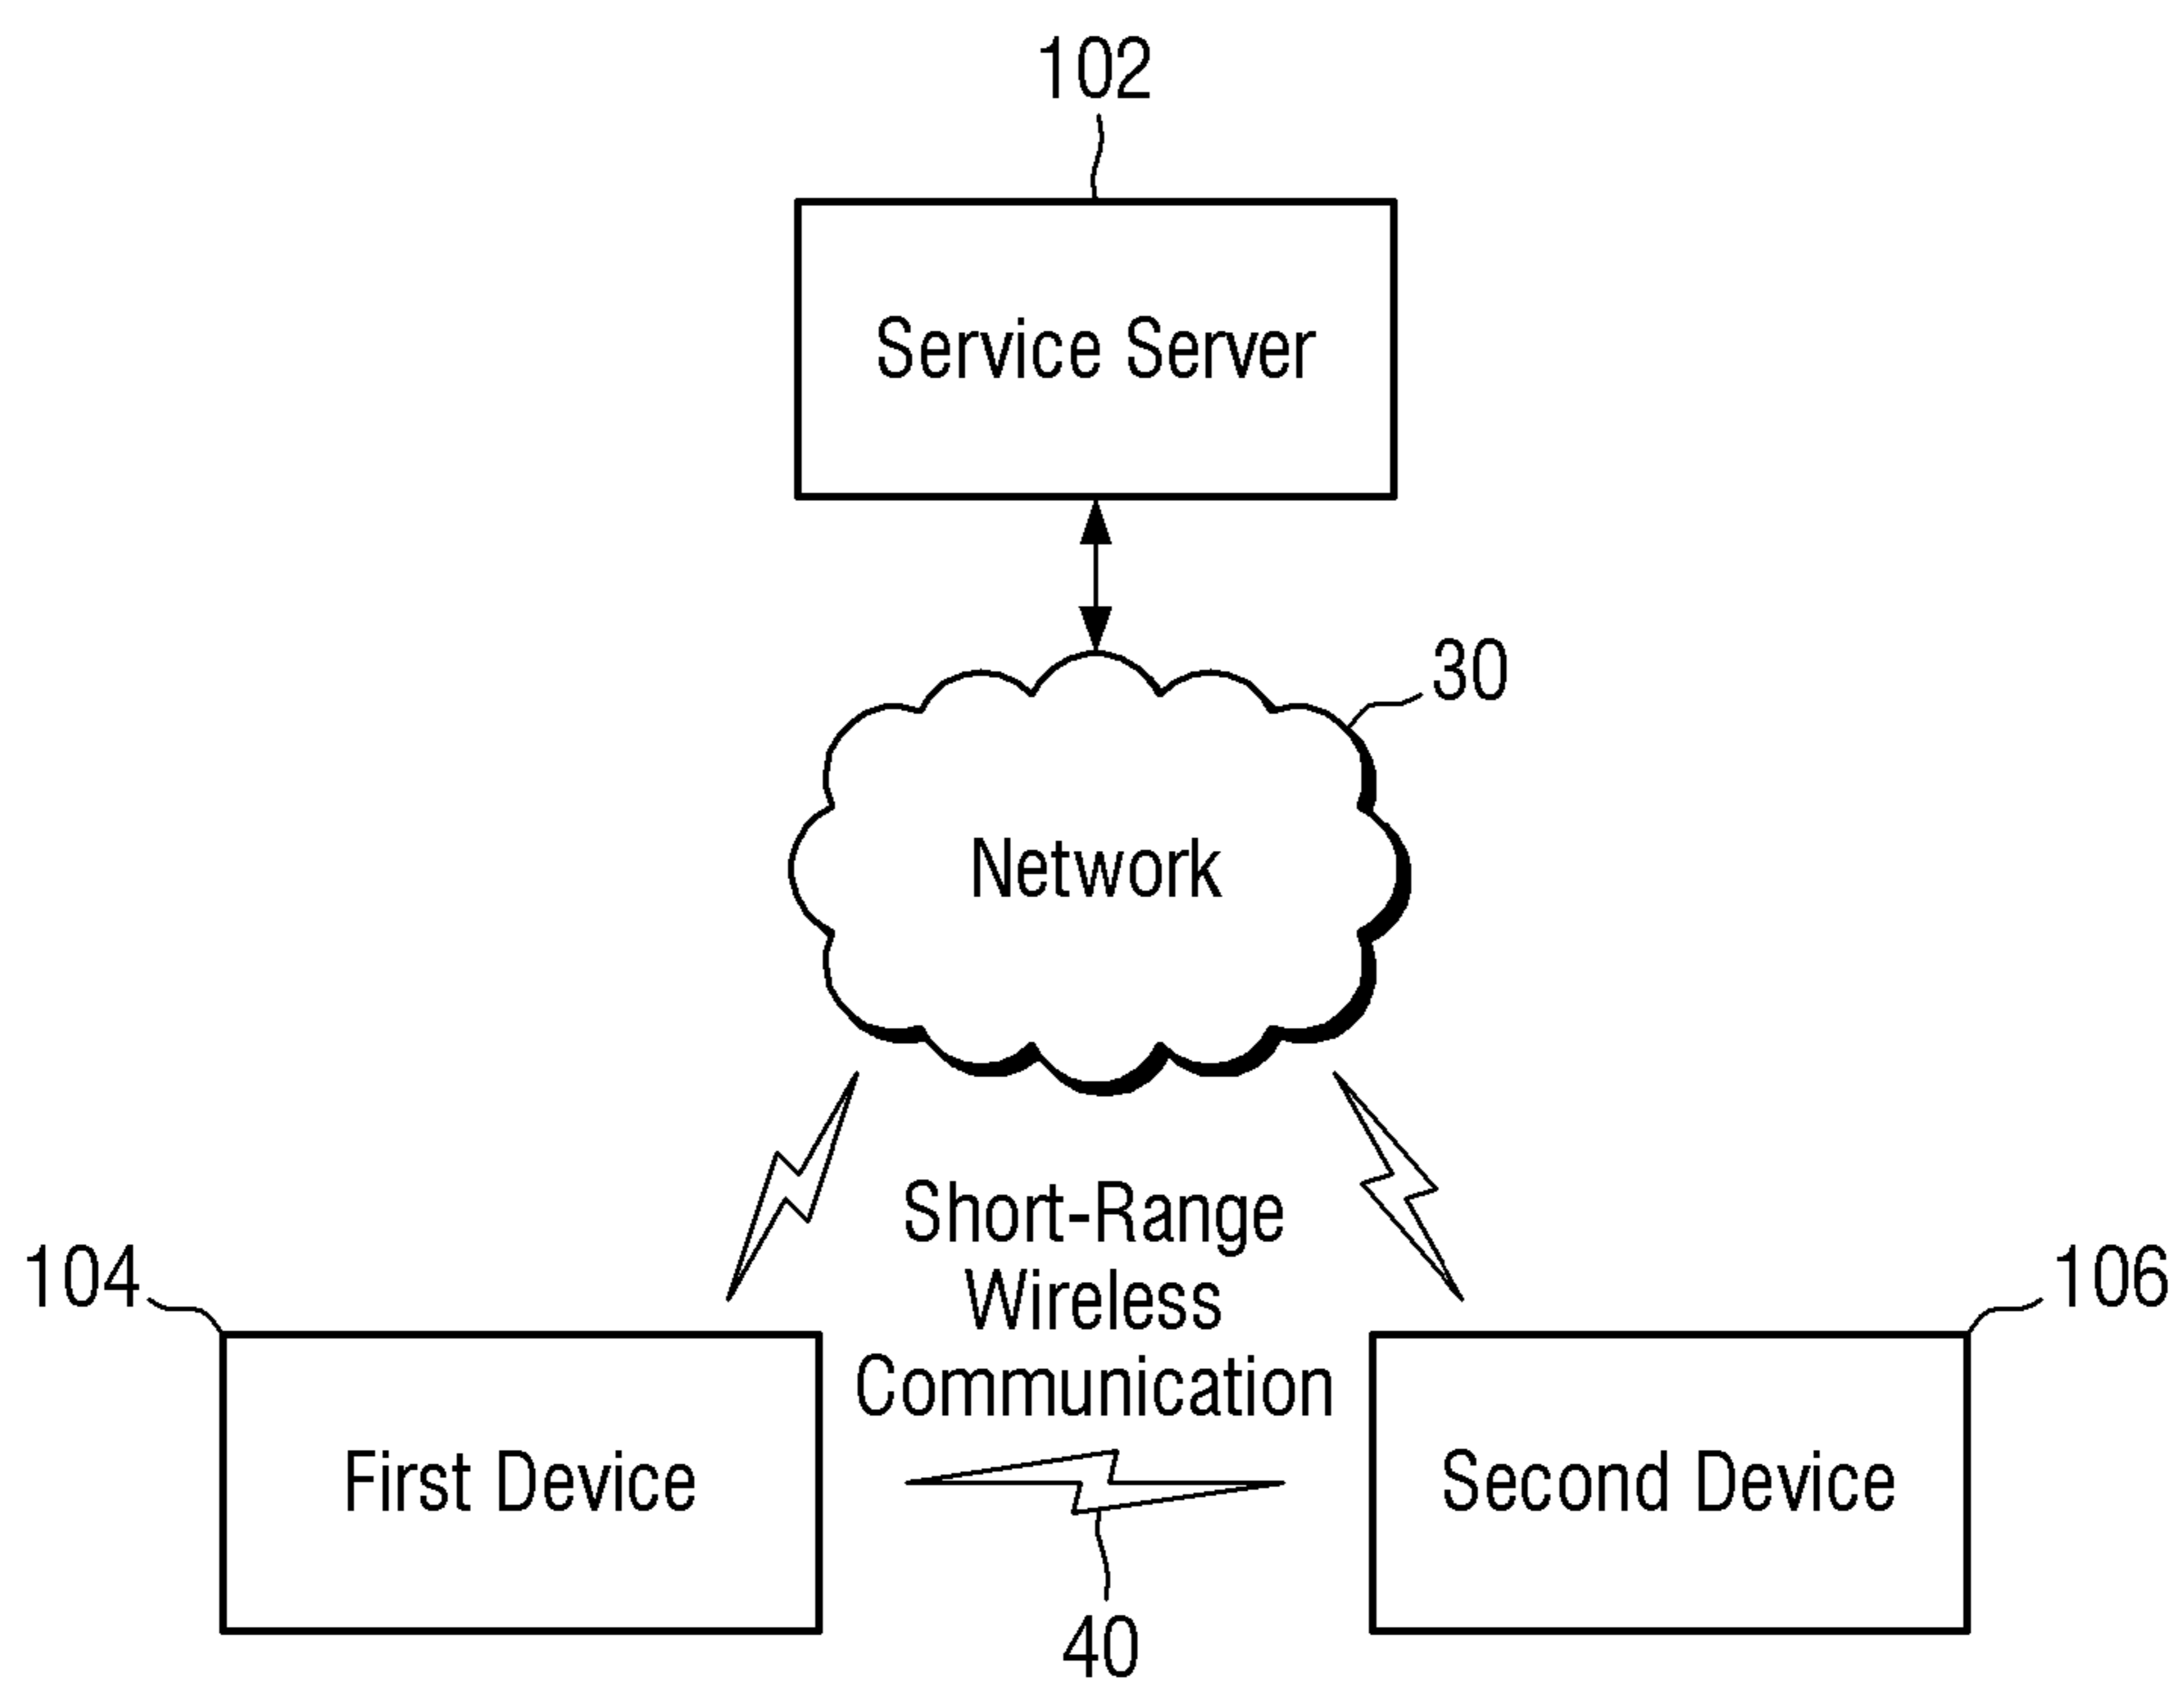 102
Service Server
30
Network
Short-Range
Wireless
Communication
104
106
First Device
Second Device
40